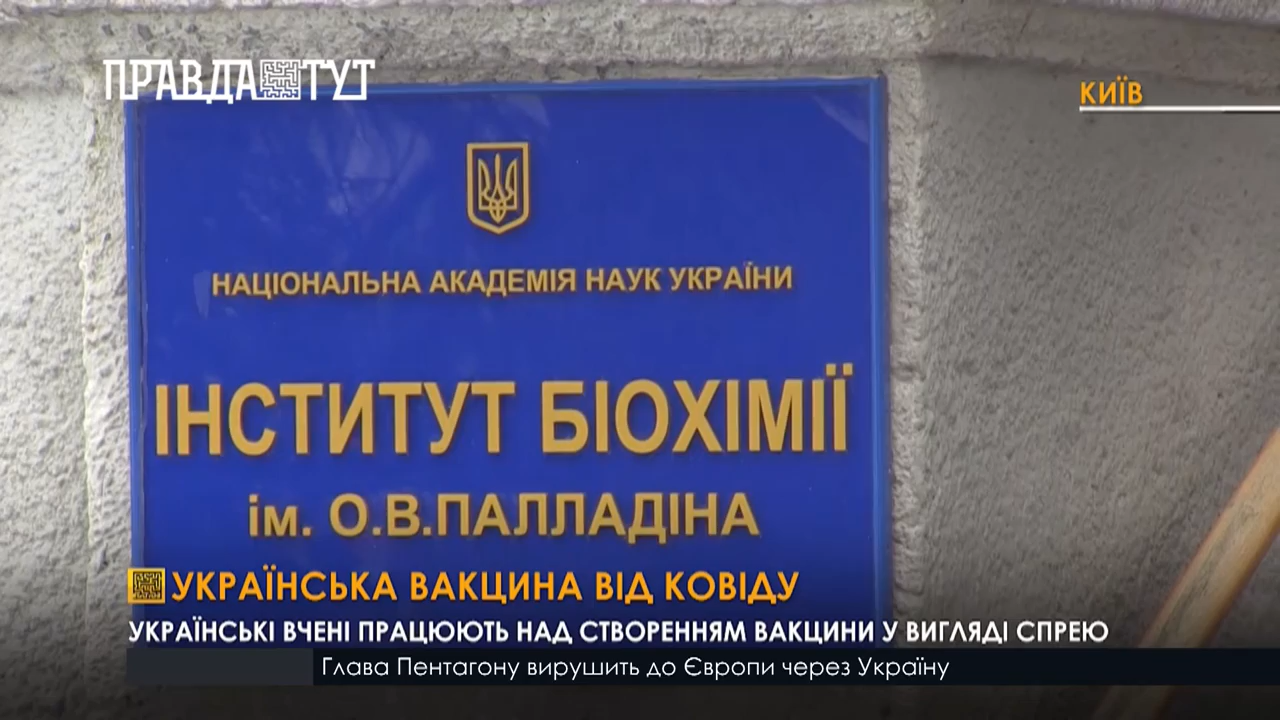 ПРАВДА ТУТ
КИЇВ
НАЦІОНАЛЬНА АКАДЕМІЯ НАУК УКРАЇНИ
ІНСТИТУТ БІОХІМІЇ
ім. О.В.ПАЛЛАДІНА
УКРАЇНСЬКА ВАКЦИНА ВІД КОВІДУ
УКРАЇНСЬКІ ВЧЕНІ ПРАЦЮЮТЬ НАД СТВОРЕННЯМ ВАКЦИНИ У ВИГЛЯДІ СПРЕЮ
Глава Пентагону вирушить до Європи через Україну